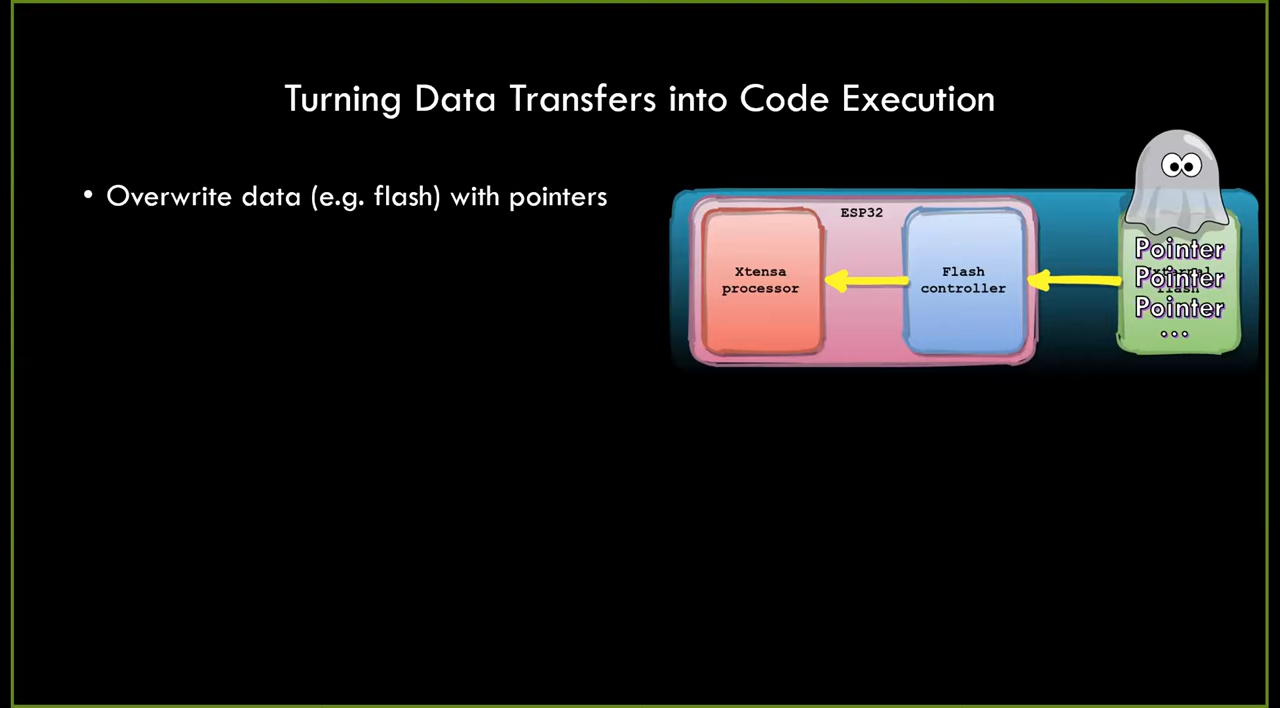 Turning Data Transfers into Code Execution
• Overwrite data (e.g. flash) with pointers
ESP32
Xtensa
processor
Flash
controller
Pointer
Pointer
flash
Pointer
...